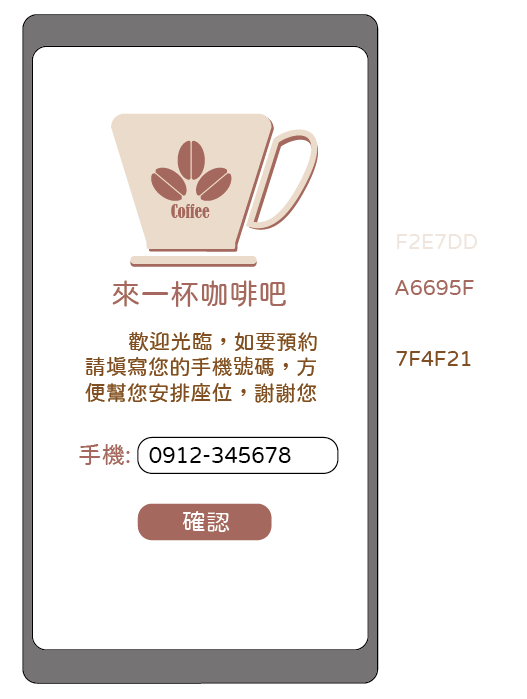 Coffee
F2E7DD
來一杯咖啡吧
A6695F
歡迎光臨，如要預約
請填寫您的手機號碼，方
便幫您安排座位，謝謝您
7F4F21
手機: 0912-345678
確認